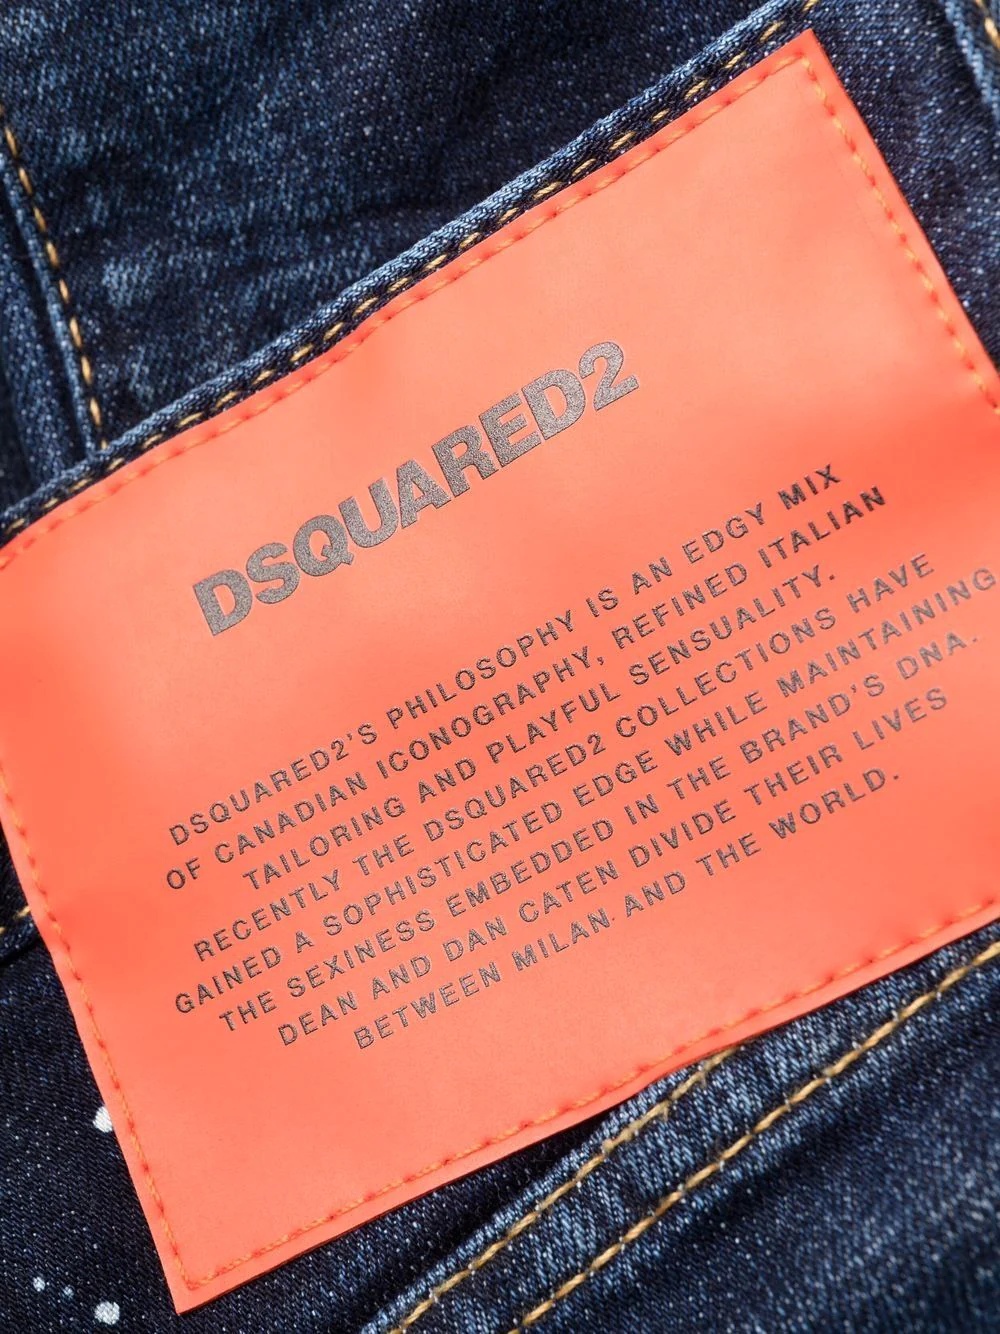 DSQUARED2
DSQUARED2'S PHILOSOPHY IS AN EDGY MIX
OF CANADIAN ICONOGRAPHY, REFINED ITALIAN
TAILORING AND PLAYFUL SENSUALITY.
RECENTLY THE DSQUARED2 COLLECTIONS HAVE
GAINED A SOPHISTICATED EDGE WHILE MAINTAINING
THE SEXINESS EMBEDDED IN THE BRAND'S DNA.
DEAN AND DAN CATEN DIVIDE THEIR LIVES
BETWEEN MILAN AND THE WORLD.